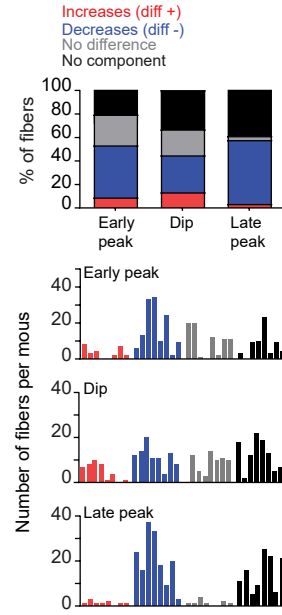 Increases (diff +)
Decreases (diff -)
No difference
No component
% of fibers
100
80
60
40
20
0
Early
peak
Dip
Late
peak
Number of fibers per mous
Early peak
40
20
0
Dip
40
20
0
Late peak
40
20
0